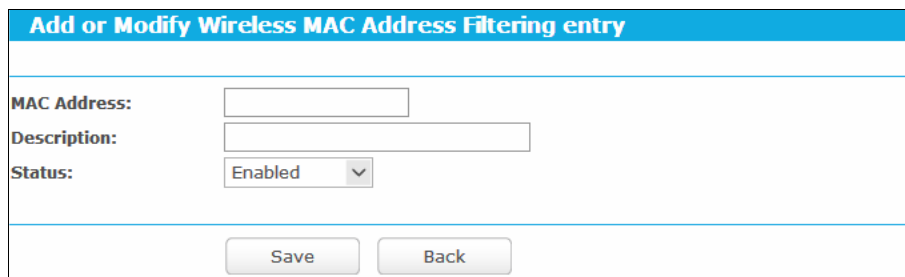 Add or Modify Wireless MAC Address Filtering entry
MAC Address:
Description:
Status: Enabled
Save Back